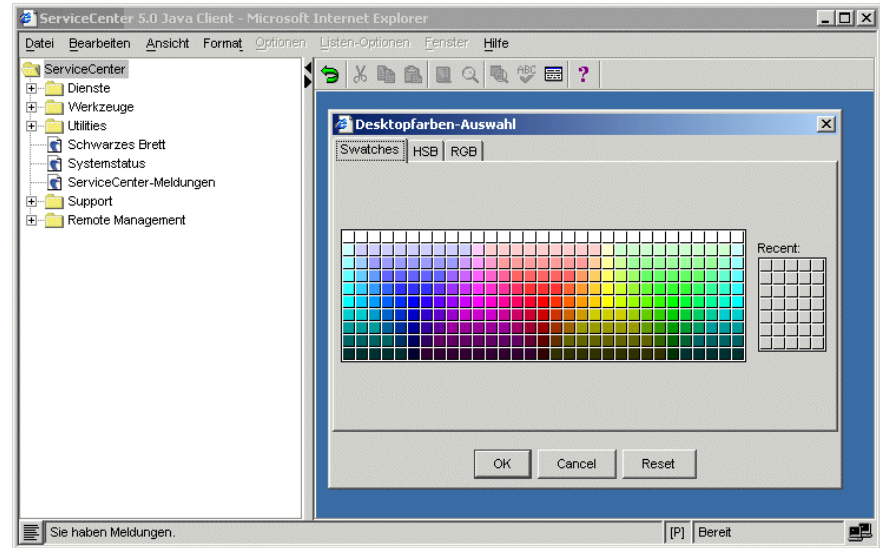 ServiceCenter 5.0 Java Client - Microsoft Internet Explorer
Datei Bearbeiten Ansicht Format Optionen Listen-Optionen Fenster Hilfe
ServiceCenter
Dienste
Werkzeuge
Utilities
Schwarzes Brett
Systemstatus
ServiceCenter-Meldungen
Support
Remote Management
ABC ?
Desktopfarben-Auswahl
Swatches HSB RGB
Recent:
OK Cancel Reset
Sie haben Meldungen. [P] Bereit